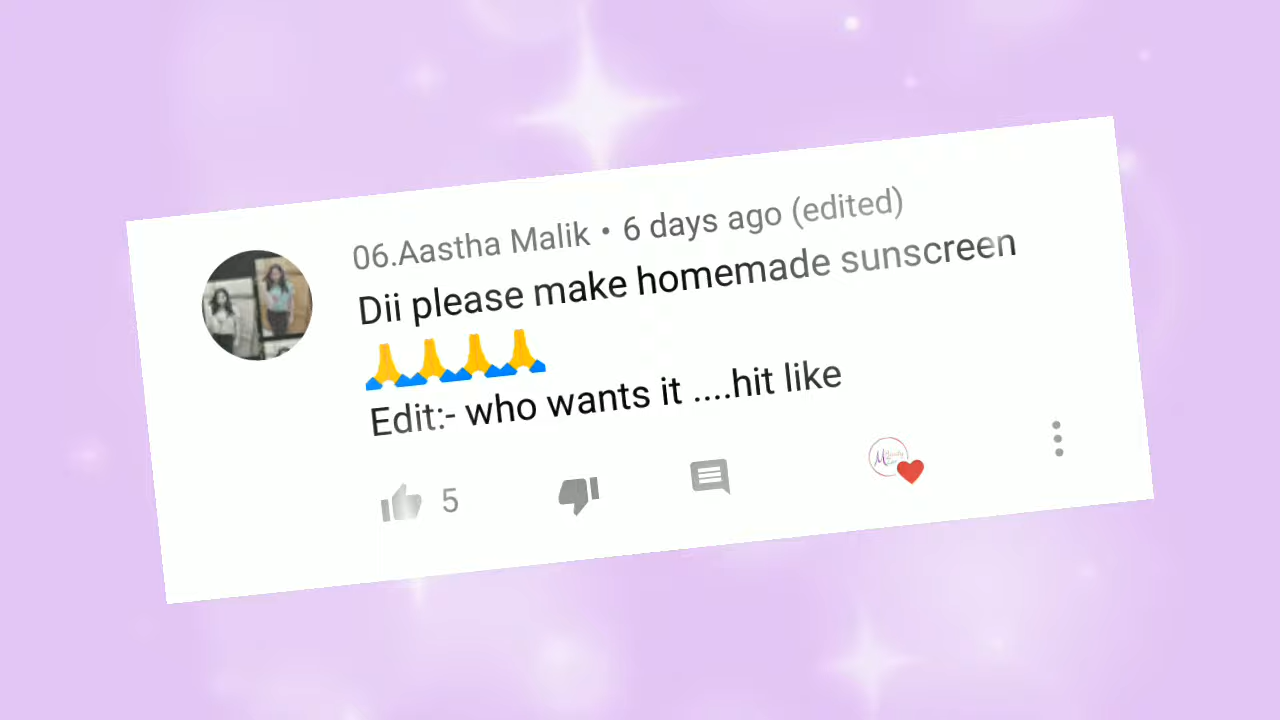 06.Aastha Malik • 6 days ago (edited)
Dii please make homemade sunscreen
🙏🙏🙏🙏
Edit:- who wants it ....hit like
5